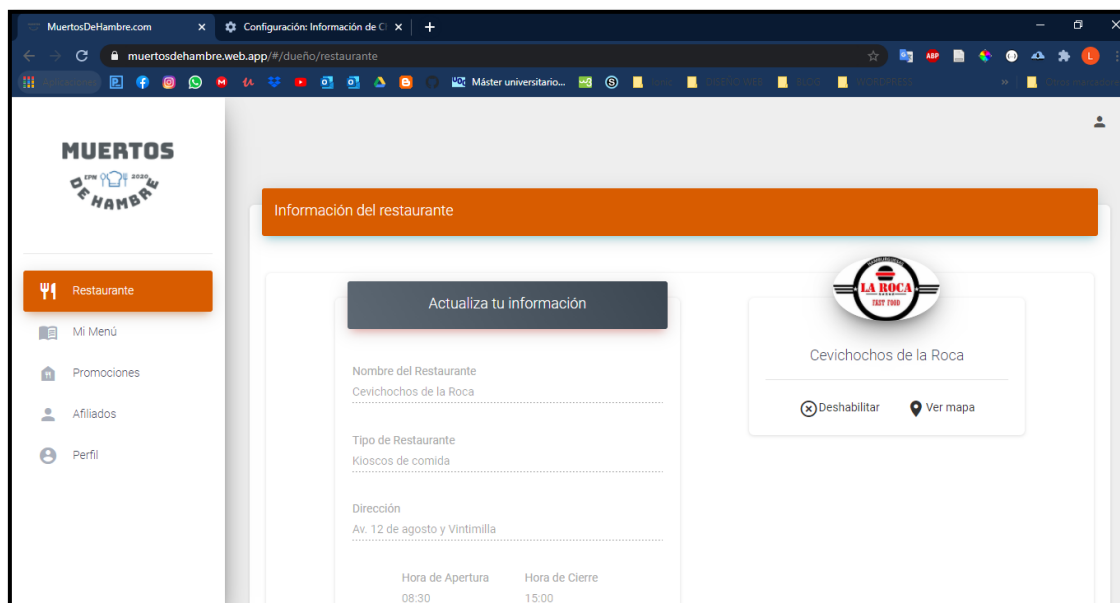 MuertosDeHambre.com
Configuración: Información de C
muertosdehambre.web.app/#/dueño/restaurante
ABP
L
Máster universitario...
WORDPRESS
MUERTOS
EPN 2020
DE HAMBRE
Información del restaurante
Restaurante
Mi Menú
Promociones
Afiliados
Perfil
Actualiza tu información
Nombre del Restaurante
Cevichochos de la Roca
Tipo de Restaurante
Kioscos de comida
Dirección
Av. 12 de agosto y Vintimilla
Hora de Apertura Hora de Cierre
08:30 15:00
LA ROCA
FAST FOOD
Cevichochos de la Roca
Deshabilitar Ver mapa